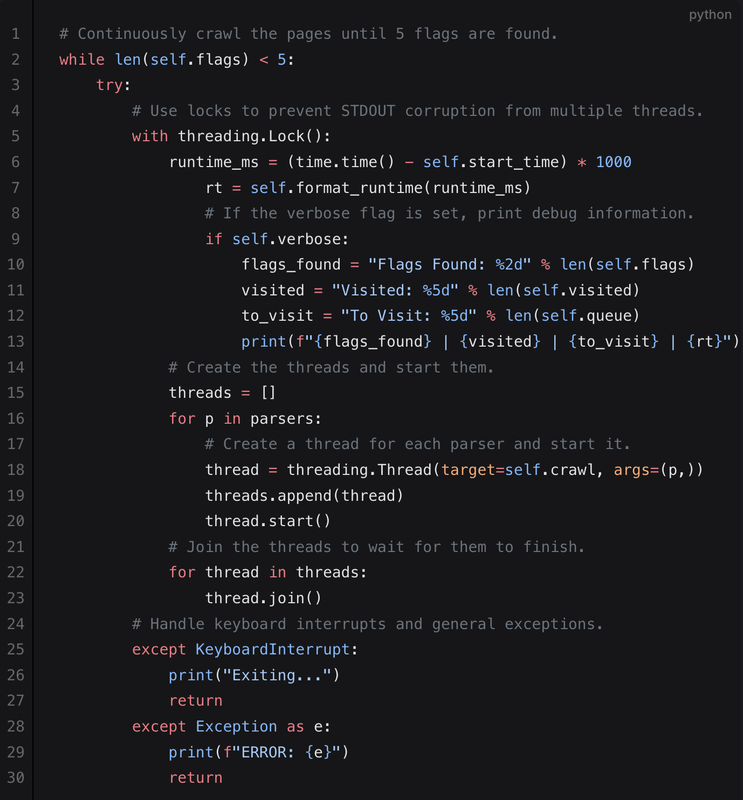 python
1 # Continuously crawl the pages until 5 flags are found.
2 while len(self.flags) < 5:
3     try:
4         # Use locks to prevent STDOUT corruption from multiple threads.
5         with threading.Lock():
6             runtime_ms = (time.time() - self.start_time) * 1000
7                 rt = self.format_runtime(runtime_ms)
8                 # If the verbose flag is set, print debug information.
9                 if self.verbose:
10                     flags_found = "Flags Found: %2d" % len(self.flags)
11                     visited = "Visited: %5d" % len(self.visited)
12                     to_visit = "To Visit: %5d" % len(self.queue)
13                     print(f"{flags_found} | {visited} | {to_visit} | {rt}")
14             # Create the threads and start them.
15             threads = []
16             for p in parsers:
17                 # Create a thread for each parser and start it.
18                 thread = threading.Thread(target=self.crawl, args=(p,))
19                 threads.append(thread)
20                 thread.start()
21             # Join the threads to wait for them to finish.
22             for thread in threads:
23                 thread.join()
24         # Handle keyboard interrupts and general exceptions.
25         except KeyboardInterrupt:
26             print("Exiting...")
27             return
28         except Exception as e:
29             print(f"ERROR: {e}")
30             return